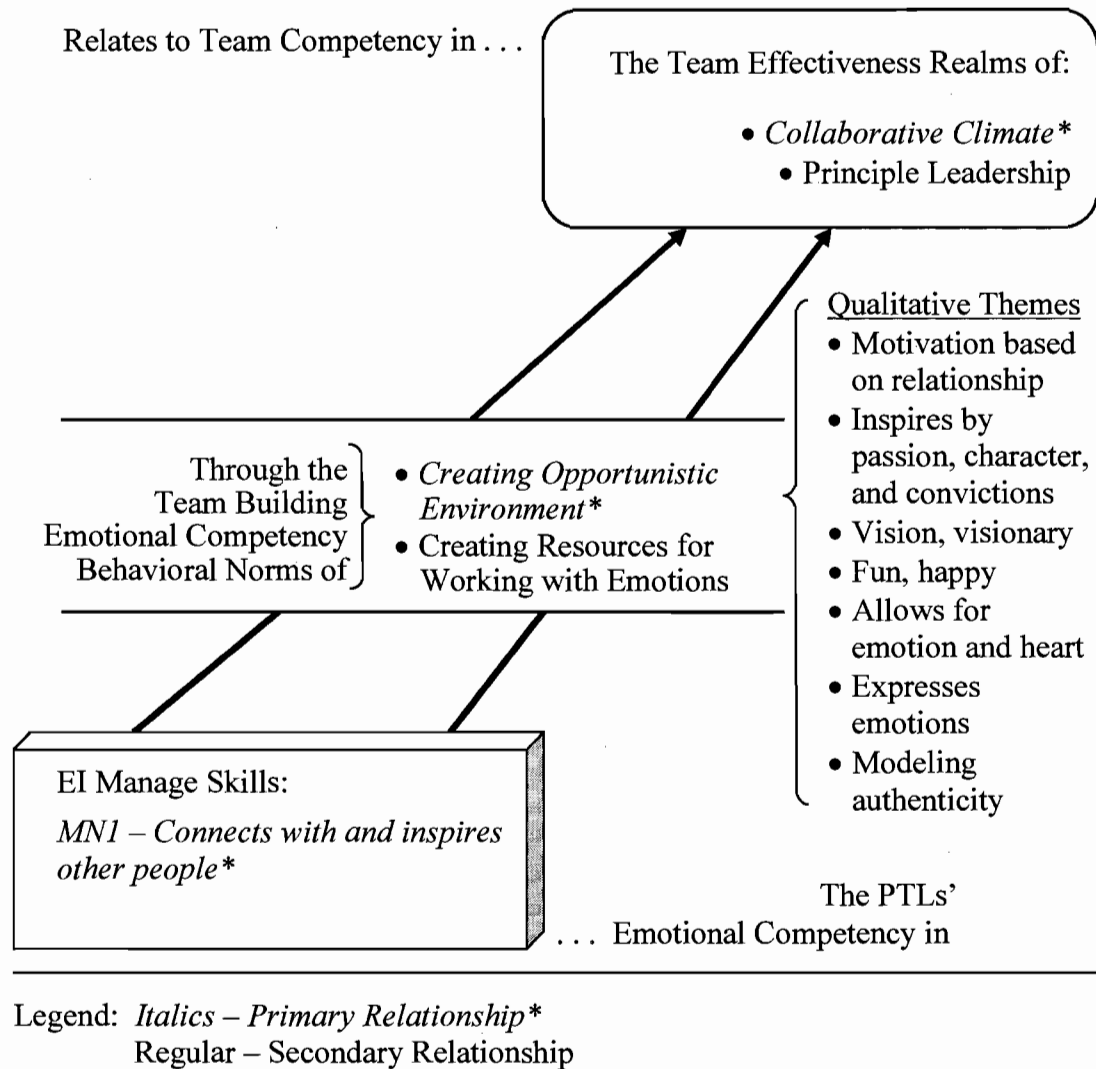 Relates to Team Competency in . . .
The Team Effectiveness Realms of:
• Collaborative Climate*
• Principle Leadership
Through the
Team Building
Emotional Competency
Behavioral Norms of
• Creating Opportunistic
Environment*
• Creating Resources for
Working with Emotions
Qualitative Themes
• Motivation based
on relationship
• Inspires by
passion, character,
and convictions
• Vision, visionary
• Fun, happy
• Allows for
emotion and heart
• Expresses
emotions
• Modeling
authenticity
EI Manage Skills:
MN1 – Connects with and inspires
other people*
The PTLs’
. . . Emotional Competency in
Legend: Italics – Primary Relationship*
Regular – Secondary Relationship